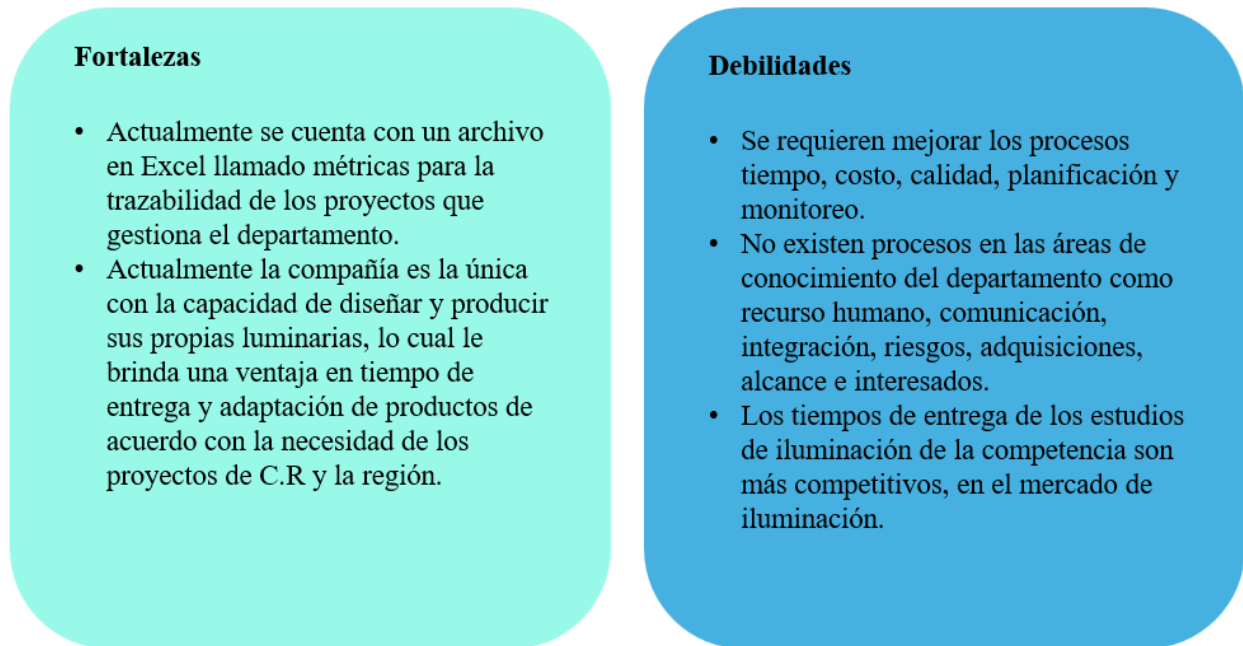 Fortalezas
• Actualmente se cuenta con un archivo
en Excel llamado métricas para la
trazabilidad de los proyectos que
gestiona el departamento.
• Actualmente la compañía es la única
con la capacidad de diseñar y producir
sus propias luminarias, lo cual le
brinda una ventaja en tiempo de
entrega y adaptación de productos de
acuerdo con la necesidad de los
proyectos de C.R y la región.
Debilidades
• Se requieren mejorar los procesos
tiempo, costo, calidad, planificación y
monitoreo.
• No existen procesos en las áreas de
conocimiento del departamento como
recurso humano, comunicación,
integración, riesgos, adquisiciones,
alcance e interesados.
• Los tiempos de entrega de los estudios
de iluminación de la competencia son
más competitivos, en el mercado de
iluminación.